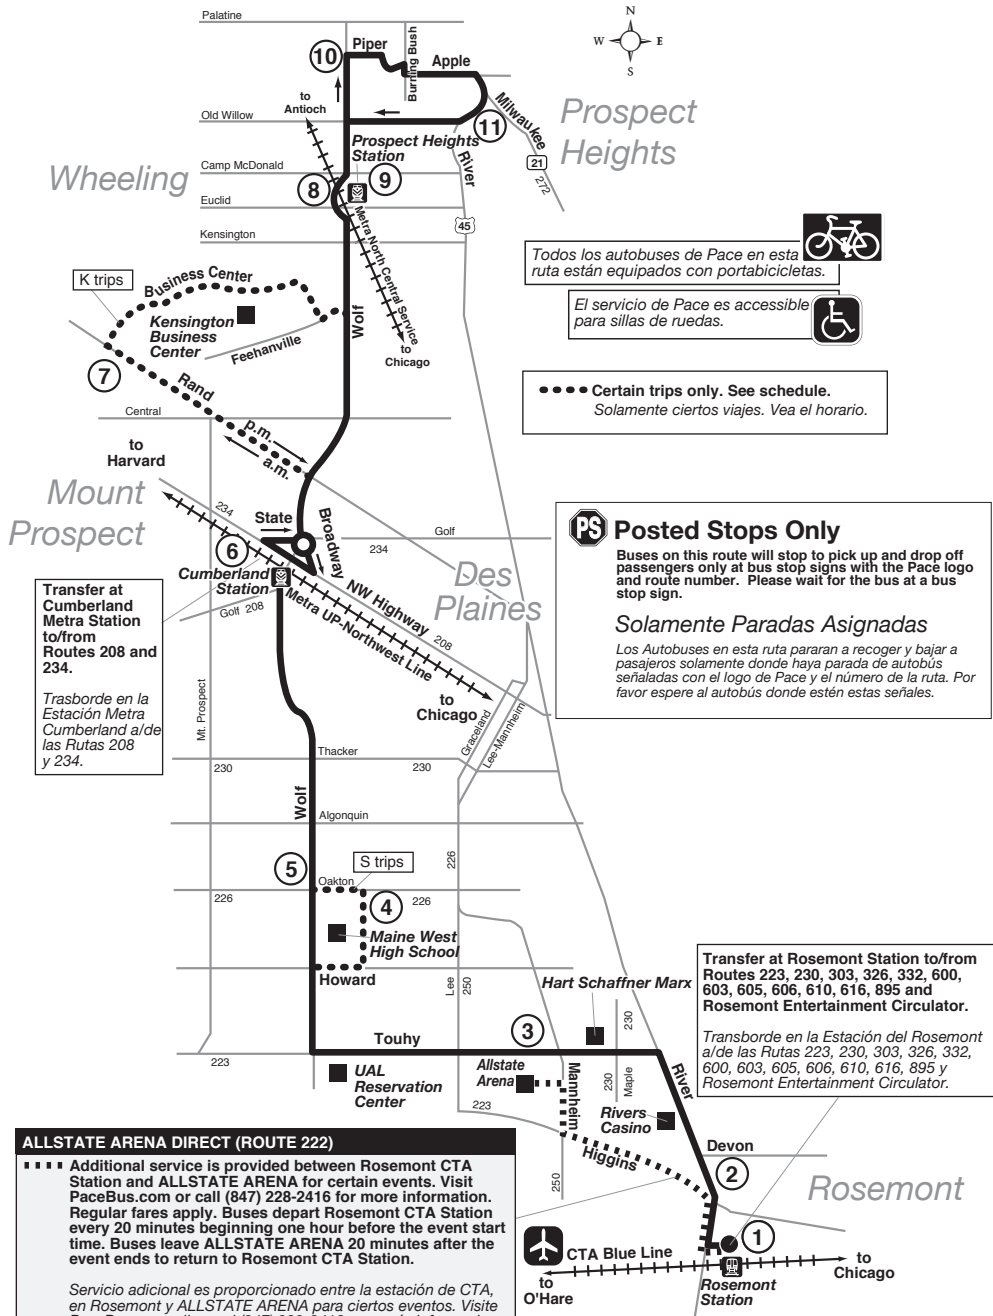 Palatine
N
W E
S
10
Piper
Burning Bush
Apple
to
Antioch
Old Willow
11
Milwaukee
Prospect
Heights
Prospect Heights
Station
River
21
272
Wheeling
Camp McDonald
8
9
Euclid
Kensington
45
Metra North Central Service
to
Chicago
Todos los autobuses de Pace en esta
ruta están equipados con portabicicletas.
El servicio de Pace es accessible
para sillas de ruedas.
K trips
Business Center
Kensington
Business
Center
Feehanville
Wolf
7
Rand
Certain trips only. See schedule.
Solamente ciertos viajes. Vea el horario.
Central
p.m.
a.m.
to
Harvard
Mount
Prospect
234
State
Broadway
Golf
234
6
Cumberland
Station
Golf 208
NW Highway
208
Metra UP-Northwest Line
Des
Plaines
to
Chicago
PS Posted Stops Only
Buses on this route will stop to pick up and drop off
passengers only at bus stop signs with the Pace logo
and route number. Please wait for the bus at a bus
stop sign.
Solamente Paradas Asignadas
Los Autobuses en esta ruta pararan a recoger y bajar a
pasajeros solamente donde haya parada de autobús
señaladas con el logo de Pace y el número de la ruta. Por
favor espere al autobús donde estén estas señales.
Transfer at
Cumberland
Metra Station
to/from
Routes 208 and
234.
Trasborde en la
Estación Metra
Cumberland a/de
las Rutas 208
y 234.
Mt. Prospect
Graceland
Lee-Mannheim
Thacker
230
230
Wolf
Algonquin
5
S trips
226
Oakton
226
4
226
Maine West
High School
Howard
Lee
250
Hart Schaffner Marx
3
230
Touhy
223
UAL
Reservation
Center
Allstate
Arena
223
Mannheim
230
Maple
River
Rivers
Casino
Higgins
250
Devon
2
Rosemont
1
CTA Blue Line
to
O'Hare
to
Chicago
Rosemont
Station
Transfer at Rosemont Station to/from
Routes 223, 230, 303, 326, 332, 600,
603, 605, 606, 610, 616, 895 and
Rosemont Entertainment Circulator.
Transborde en la Estación del Rosemont
a/de las Rutas 223, 230, 303, 326, 332,
600, 603, 605, 606, 610, 616, 895 y
Rosemont Entertainment Circulator.
ALLSTATE ARENA DIRECT (ROUTE 222)
Additional service is provided between Rosemont CTA
Station and ALLSTATE ARENA for certain events. Visit
PaceBus.com or call (847) 228-2416 for more information.
Regular fares apply. Buses depart Rosemont CTA Station
every 20 minutes beginning one hour before the event start
time. Buses leave ALLSTATE ARENA 20 minutes after the
event ends to return to Rosemont CTA Station.
Servicio adicional es proporcionado entre la estación de CTA,
en Rosemont y ALLSTATE ARENA para ciertos eventos. Visite